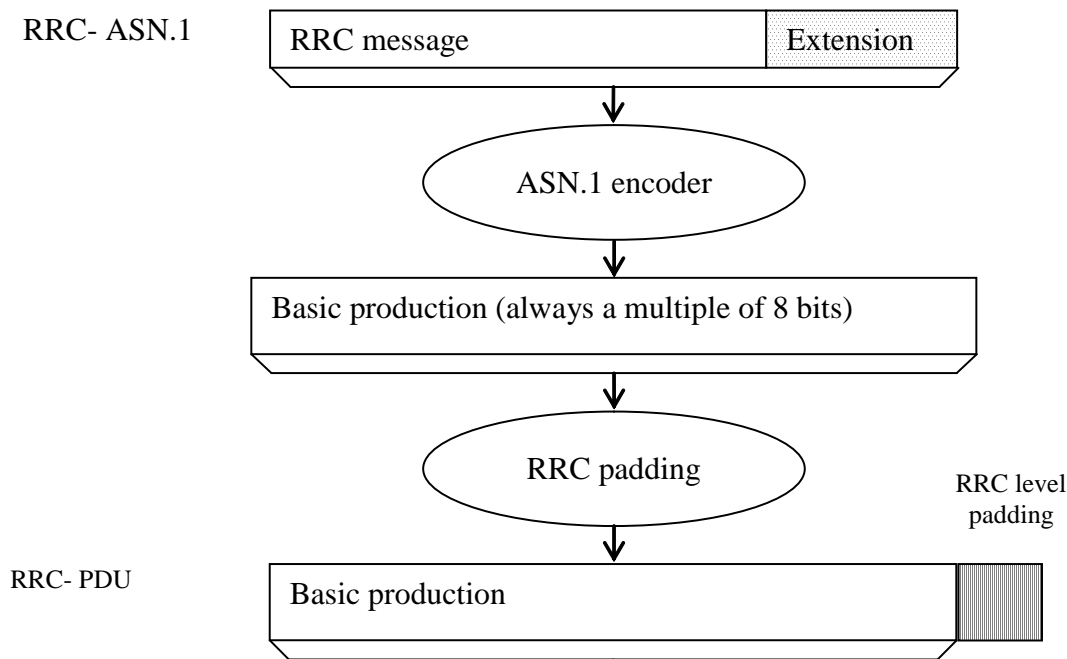 RRC- ASN.1
RRC message
Extension
ASN.1 encoder
Basic production (always a multiple of 8 bits)
RRC padding
RRC level
padding
RRC- PDU
Basic production